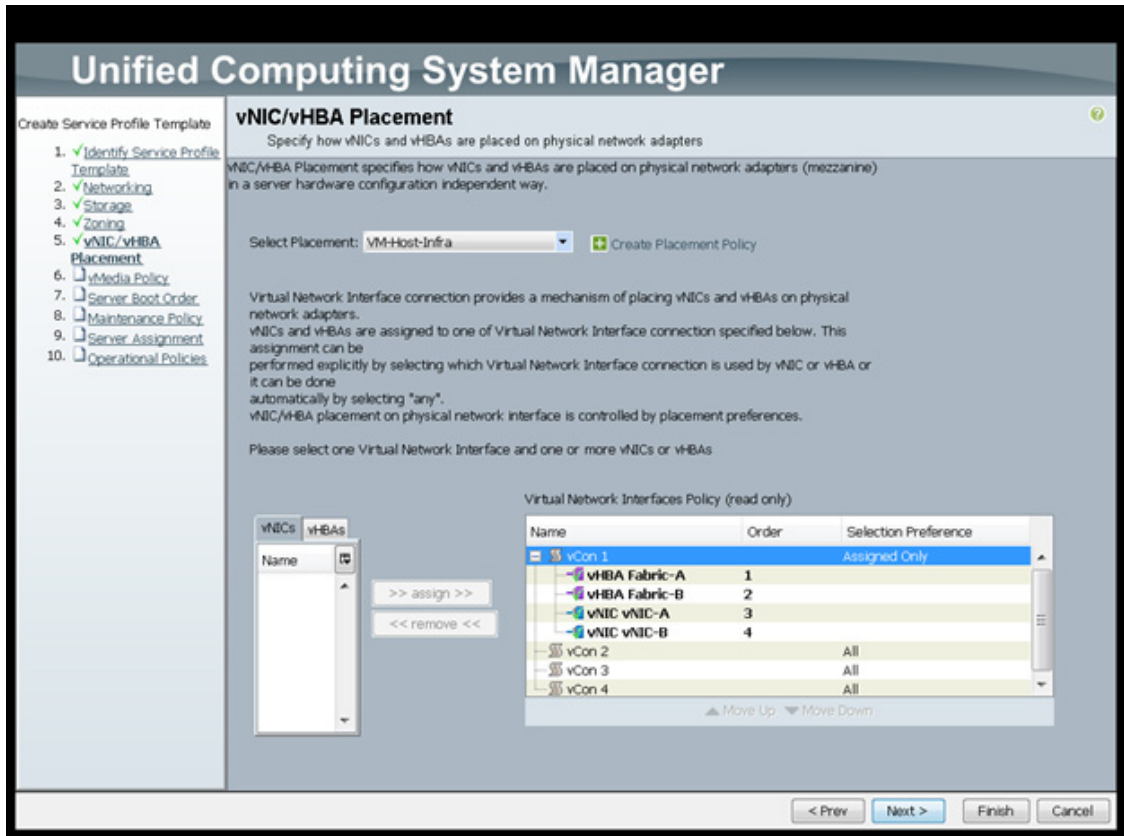 Unified Computing System Manager
Create Service Profile Template
1. Identify Service Profile
Template
2. Networking
3. Storage
4. Zoning
5. vNIC/vHBA
Placement
6. vMedia Policy
7. Server Boot Order
8. Maintenance Policy
9. Server Assignment
10. Operational Policies
vNIC/vHBA Placement
Specify how vNICs and vHBAs are placed on physical network adapters
vNIC/vHBA Placement specifies how vNICs and vHBAs are placed on physical network adapters (mezzanine)
in a server hardware configuration independent way.
Select Placement: VM-Host-Infra
Create Placement Policy
Virtual Network Interface connection provides a mechanism of placing vNICs and vHBAs on physical
network adapters.
vNICs and vHBAs are assigned to one of Virtual Network Interface connection specified below. This
assignment can be
performed explicitly by selecting which Virtual Network Interface connection is used by vNIC or vHBA or
it can be done
automatically by selecting "any".
vNIC/vHBA placement on physical network interface is controlled by placement preferences.
Please select one Virtual Network Interface and one or more vNICs or vHBAs
vNICs vHBAs
Name
>> assign >>
<< remove <<
Virtual Network Interfaces Policy (read only)
Name Order Selection Preference
vCon 1 Assigned Only
vHBA Fabric-A 1
vHBA Fabric-B 2
vNIC vNIC-A 3
vNIC vNIC-B 4
vCon 2 All
vCon 3 All
vCon 4 All
Move Up Move Down
< Prev Next > Finish Cancel